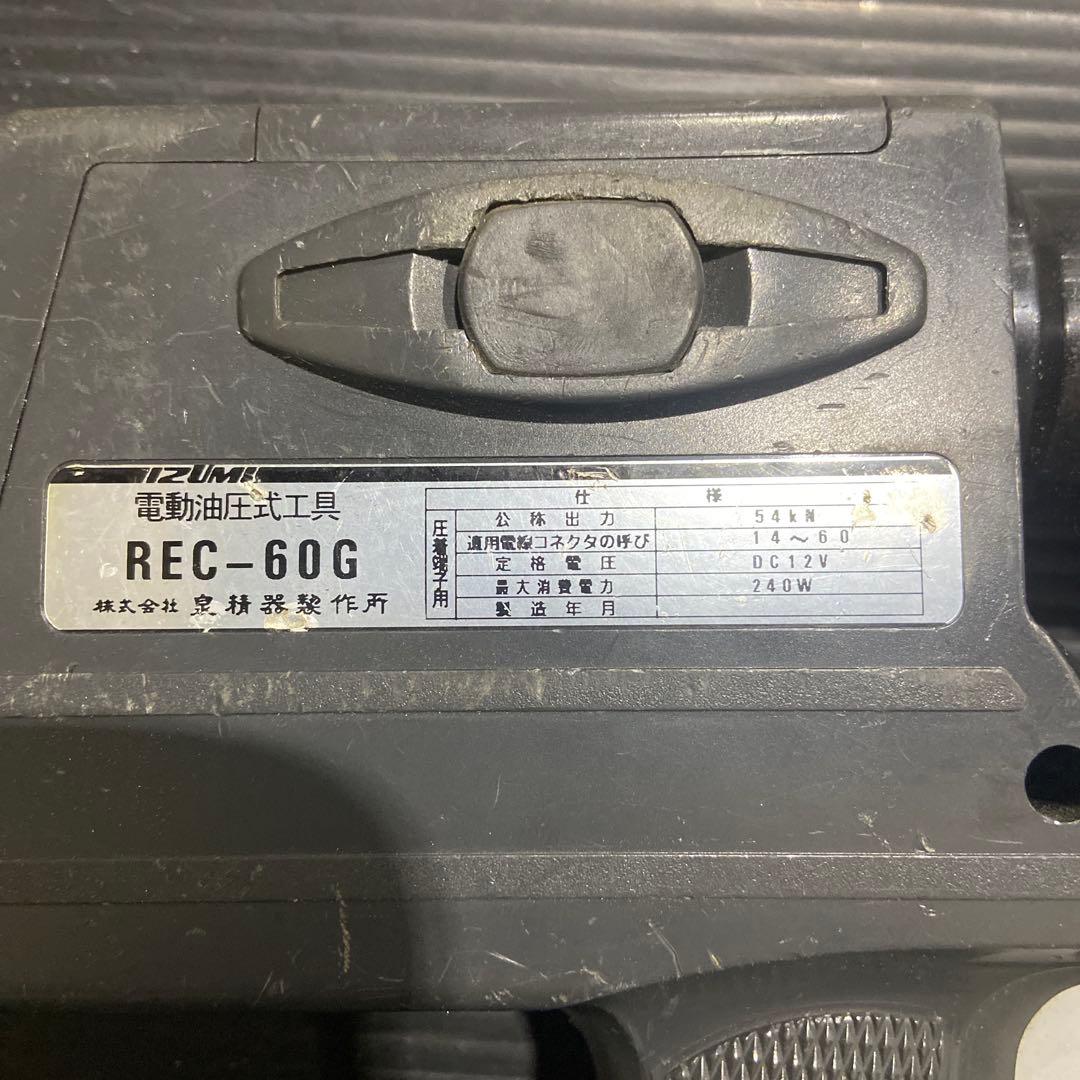 IZUMI
電動油圧式工具
REC-60G
株式会社 泉精器製作所
圧着端子用
仕様
公称出力 54kN
適用電線コネクタの呼び 14～60
定格電圧 DC12V
最大消費電力 240W
製造年月